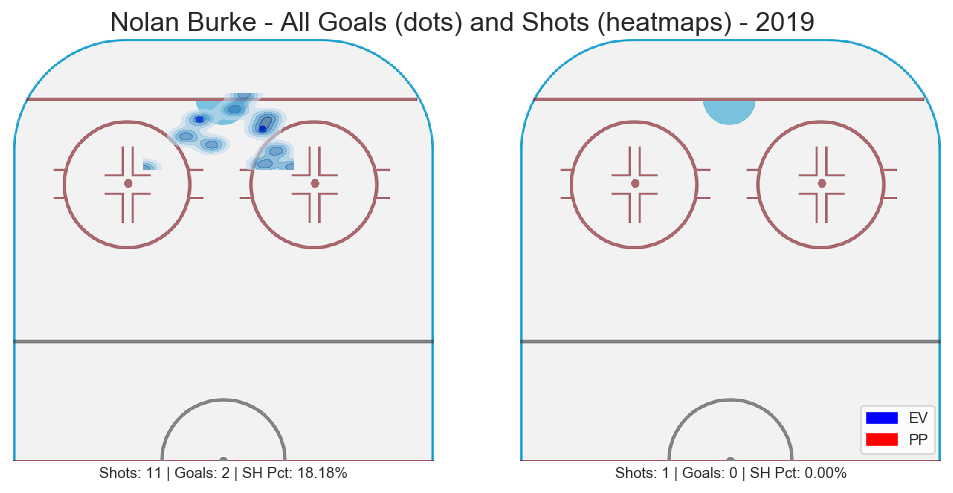 Nolan Burke - All Goals (dots) and Shots (heatmaps) - 2019
EV
PP
Shots: 11 | Goals: 2 | SH Pct: 18.18%
Shots: 1 | Goals: 0 | SH Pct: 0.00%